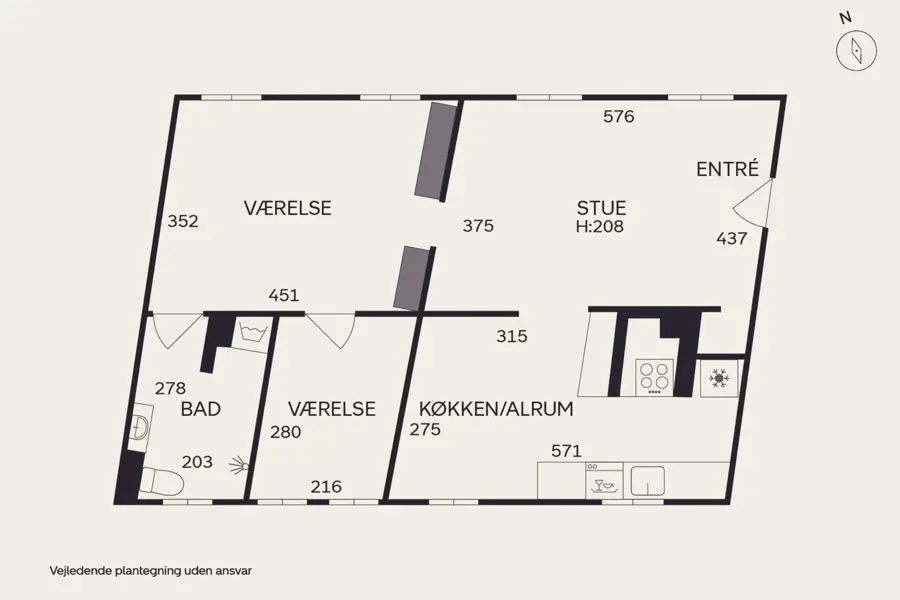 N
576
ENTRÉ
VÆRELSE
STUE
352
375
H:208
437
451
315
278
BAD
VÆRELSE
KØKKEN/ALRUM
280
275
571
203
216
Vejledende plantegning uden ansvar